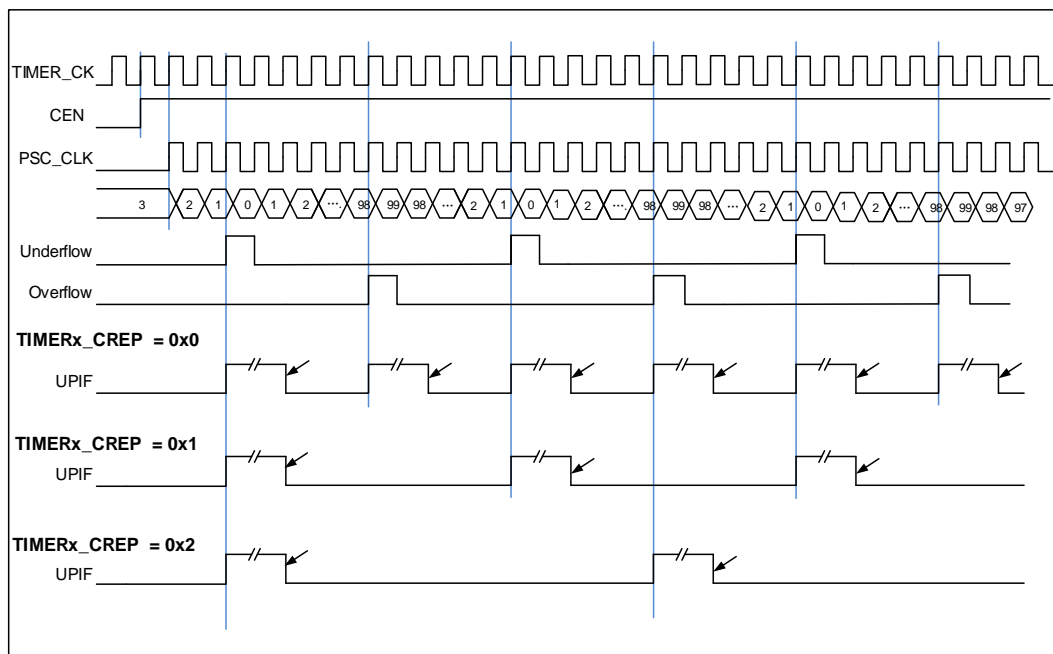 TIMER_CK
CEN
PSC_CLK
3 2 1 0 1 2 .... 98 99 98 ... 2 1 0 1 2 .... 98 99 98 ... 2 1 0 1 2 ... 98 99 98 97
Underflow
Overflow
TIMERx_CREP = 0x0
UPIF
TIMERx_CREP = 0x1
UPIF
TIMERx_CREP = 0x2
UPIF